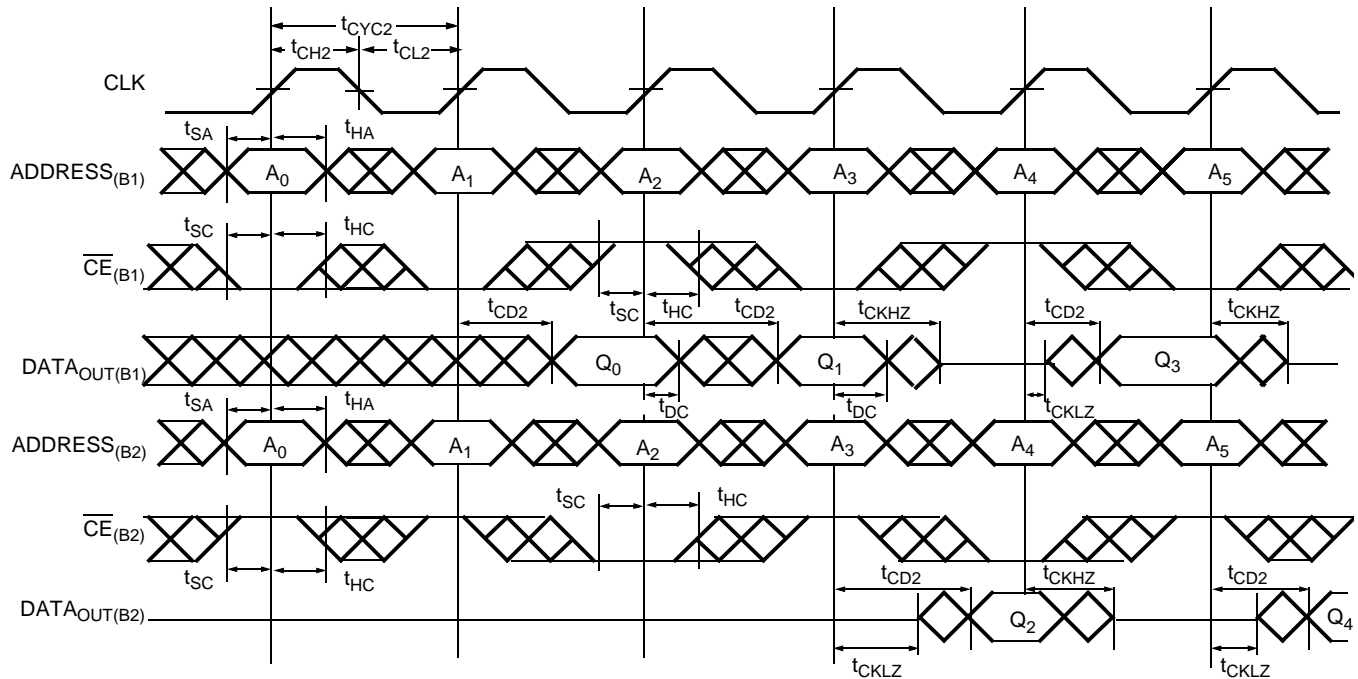 tCYC2
tCH2
tCL2
CLK
tSA
tHA
ADDRESS(B1)
A0
A1
A2
A3
A4
A5
tSC
tHC
CE(B1)
tCD2
tSC
tHC
tCD2
tCKHZ
tCD2
tCKHZ
DATAOUT(B1)
Q0
Q1
Q3
tSA
tHA
tDC
tDC
tCKLZ
ADDRESS(B2)
A0
A1
A2
A3
A4
A5
tSC
tHC
CE(B2)
tSC
tHC
tCD2
tCKHZ
tCD2
DATAOUT(B2)
Q2
Q4
tCKLZ
tCKLZ